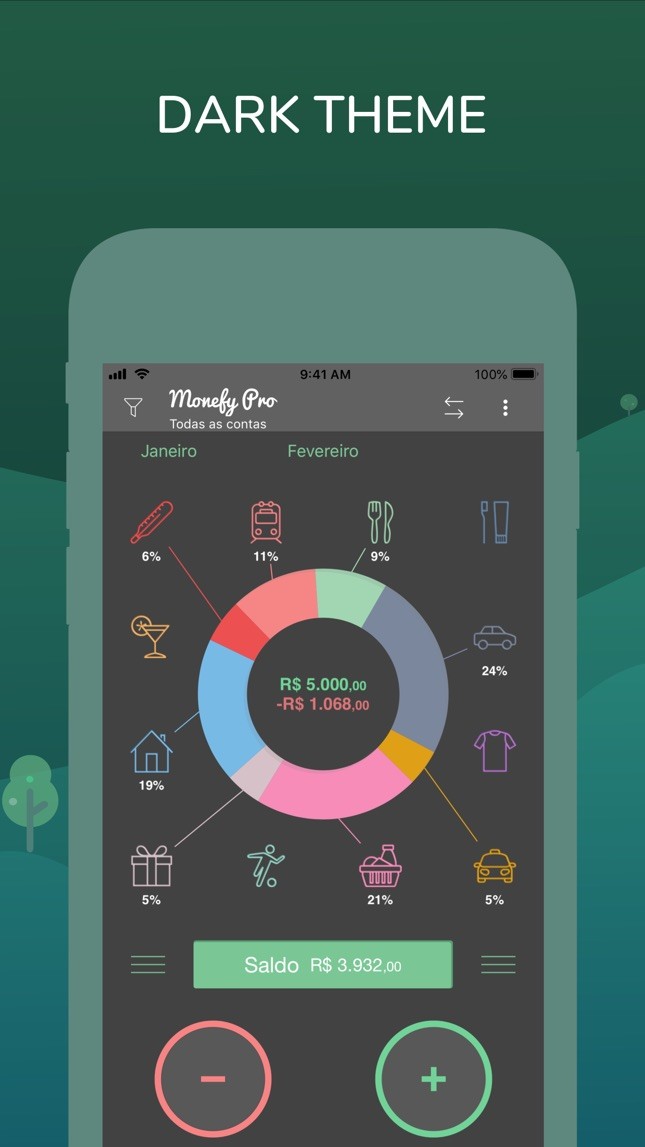 DARK THEME
9:41 AM
100%
Monefy Pro
Todas as contas
Janeiro Fevereiro
6% 11% 9%
24%
R$ 5.000,00
-R$ 1.068,00
19%
5% 21% 5%
Saldo R$ 3.932,00